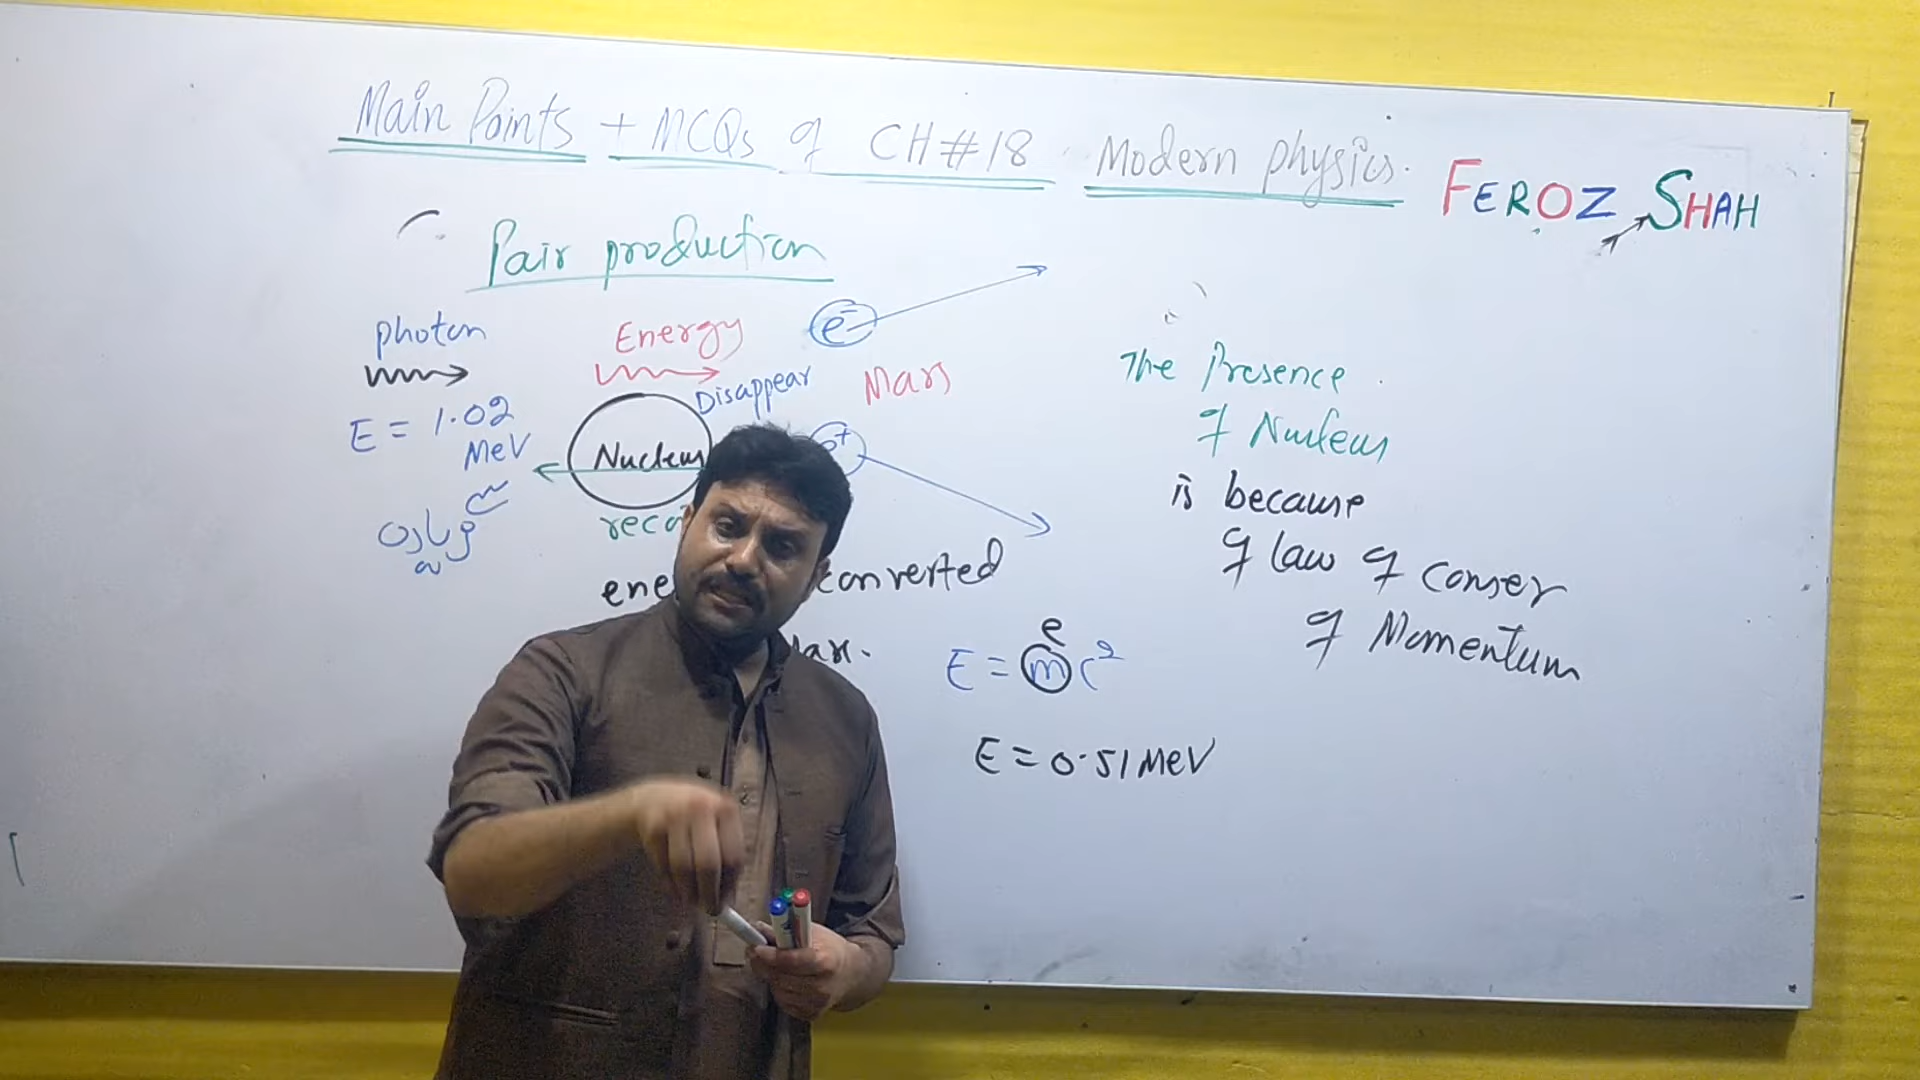 Main Points + MCQs of CH#18 Modern physics.
FEROZ SHAH
Pair production
photon
Energy
e-
Disappear
Mass
E = 1.02
MeV
Nucleus
زیادہ
converted
The Presence
of Nucleus
is because
of law of conser
of Momentum
e
E = mc²
E = 0.51 MeV